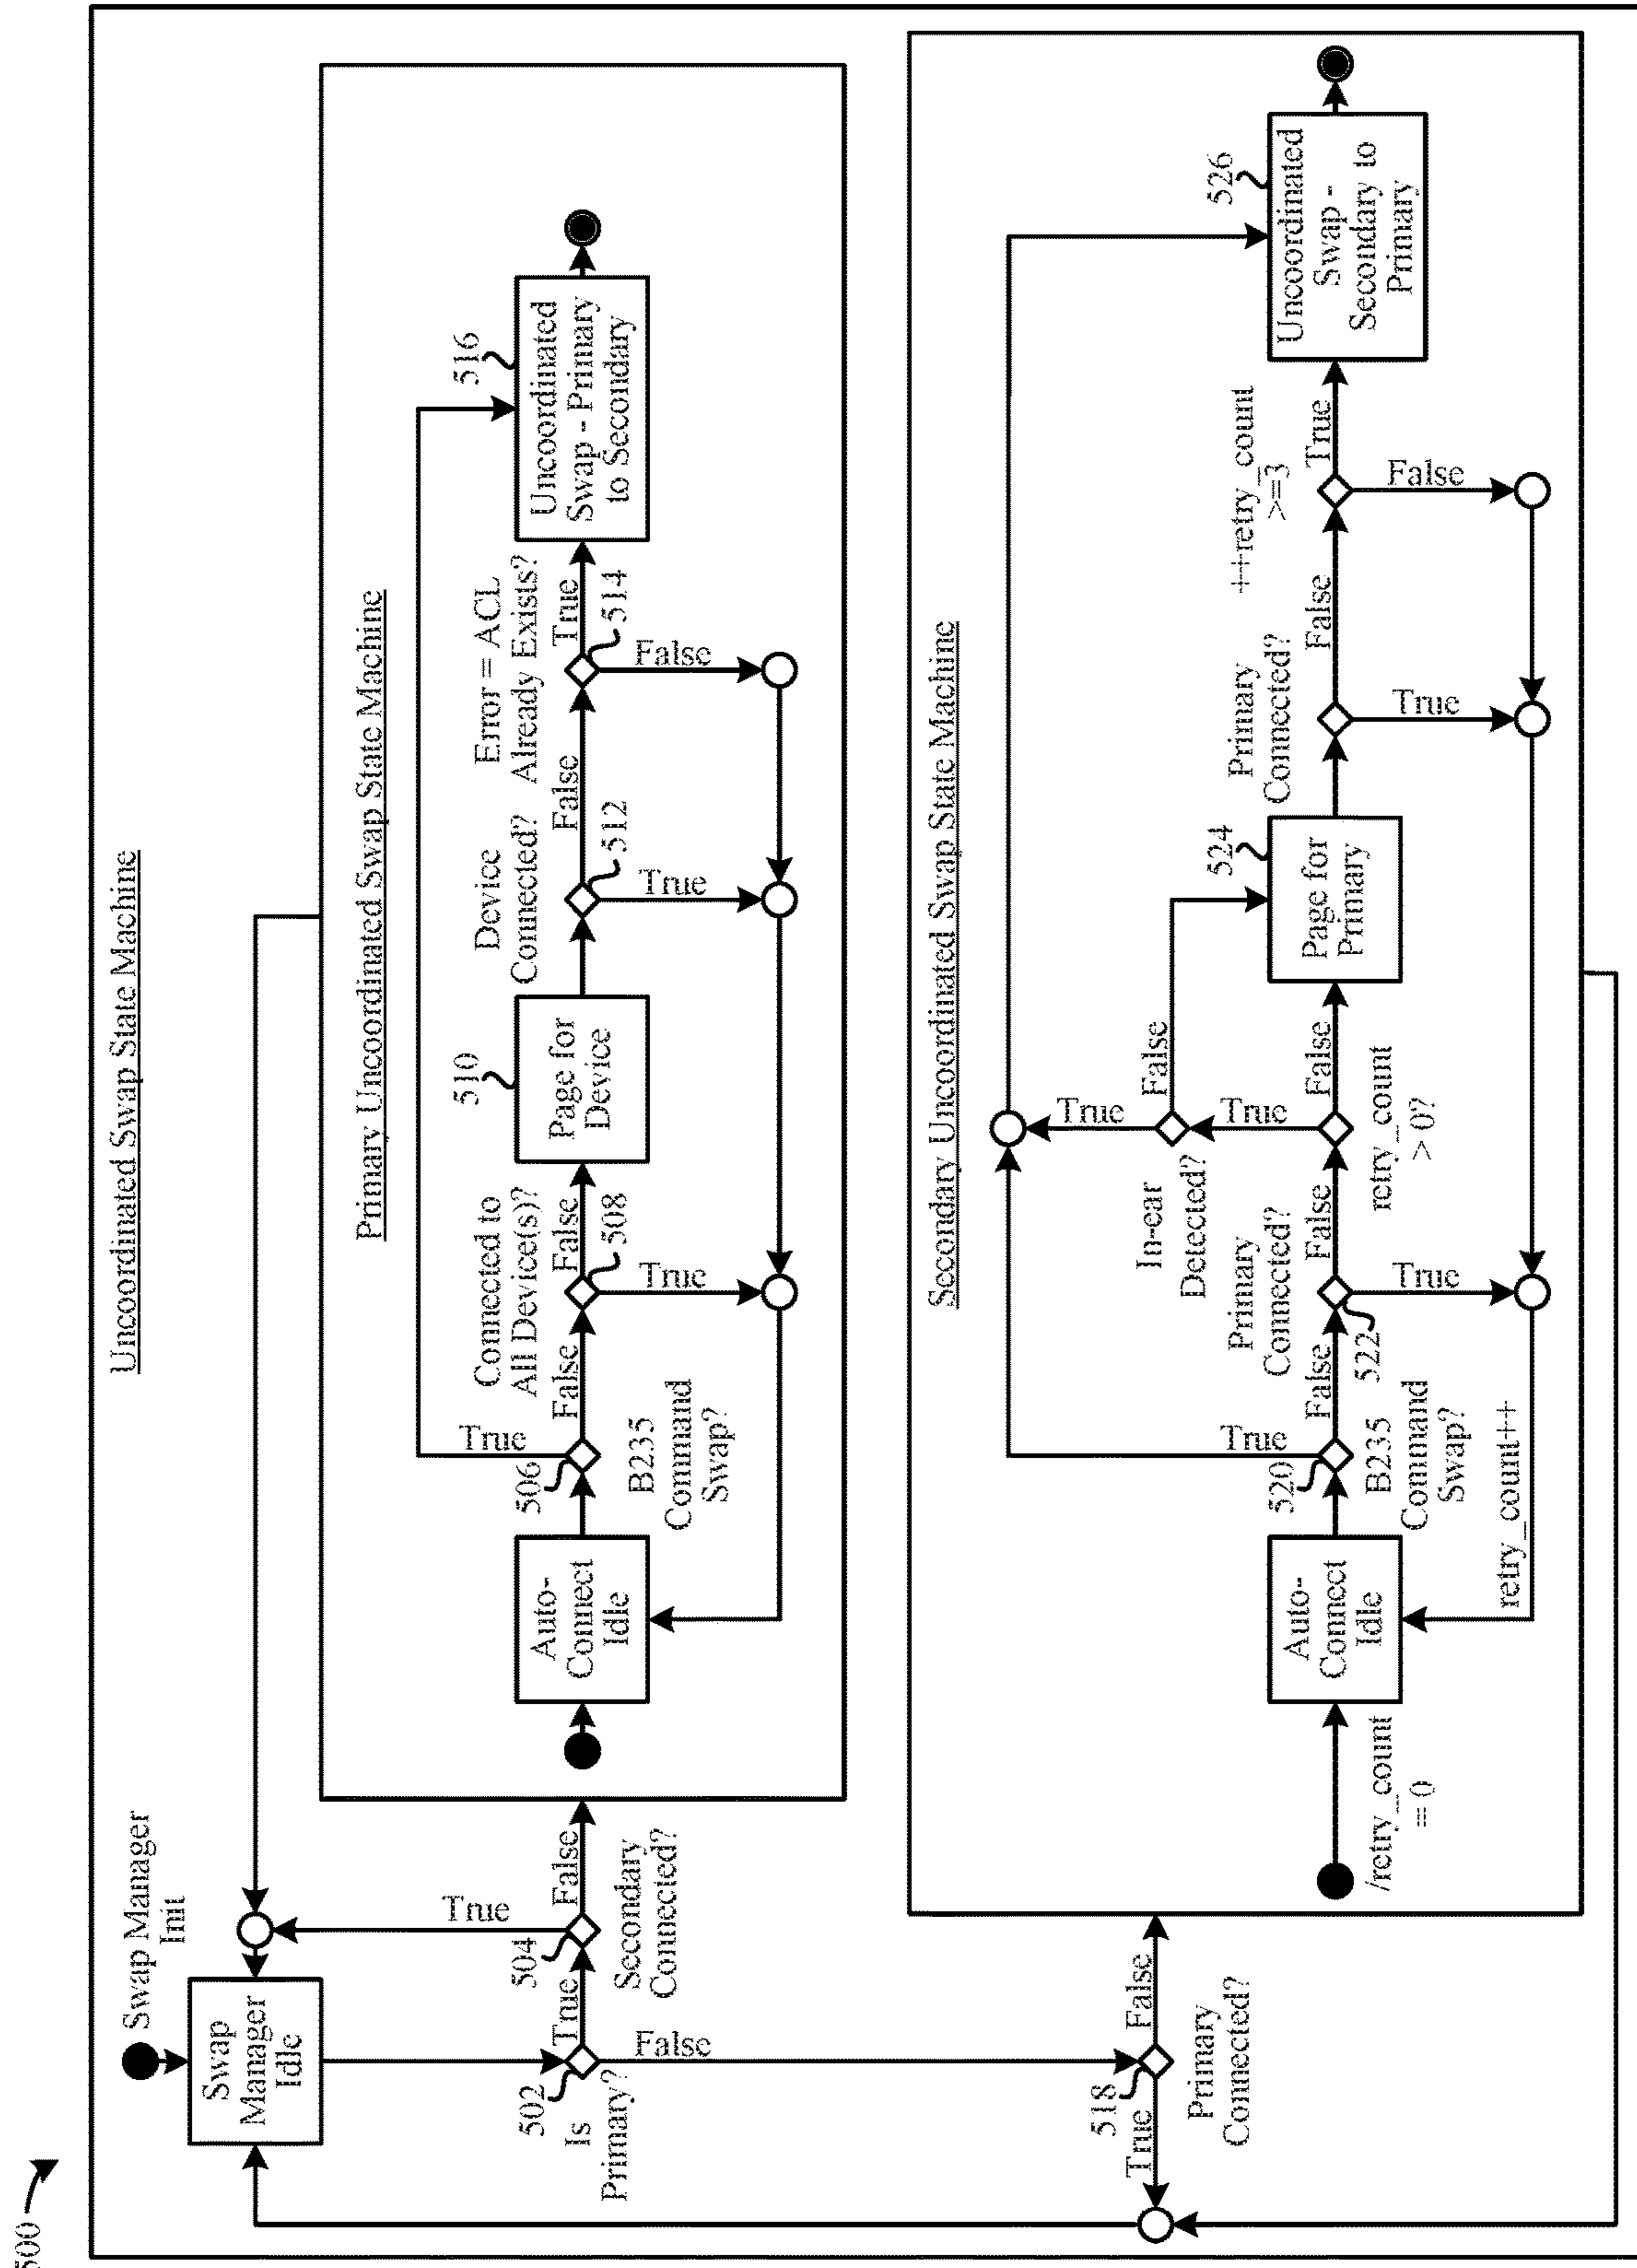 500
Uncoordinated Swap State Machine
Swap Manager
Init
Swap
Manager
Idle
502
Is
Primary?
True
False
504
True
False
Secondary
Connected?
Primary Uncoordinated Swap State Machine
Auto-
Connect
Idle
506
B235
Command
Swap?
True
False
Connected to
All Device(s)?
508
False
True
510
Page for
Device
Device
Connected?
512
False
True
Error = ACL
Already Exists?
514
True
False
516
Uncoordinated
Swap - Primary
to Secondary
518
True
False
Primary
Connected?
Secondary Uncoordinated Swap State Machine
/retry_count
= 0
Auto-
Connect
Idle
520
B235
Command
Swap?
True
False
Primary
Connected?
522
False
True
retry_count++
retry_count
> 0?
True
False
In-ear
Detected?
True
False
524
Page for
Primary
Primary
Connected?
False
True
++retry_count
>=3
True
False
526
Uncoordinated
Swap -
Secondary to
Primary